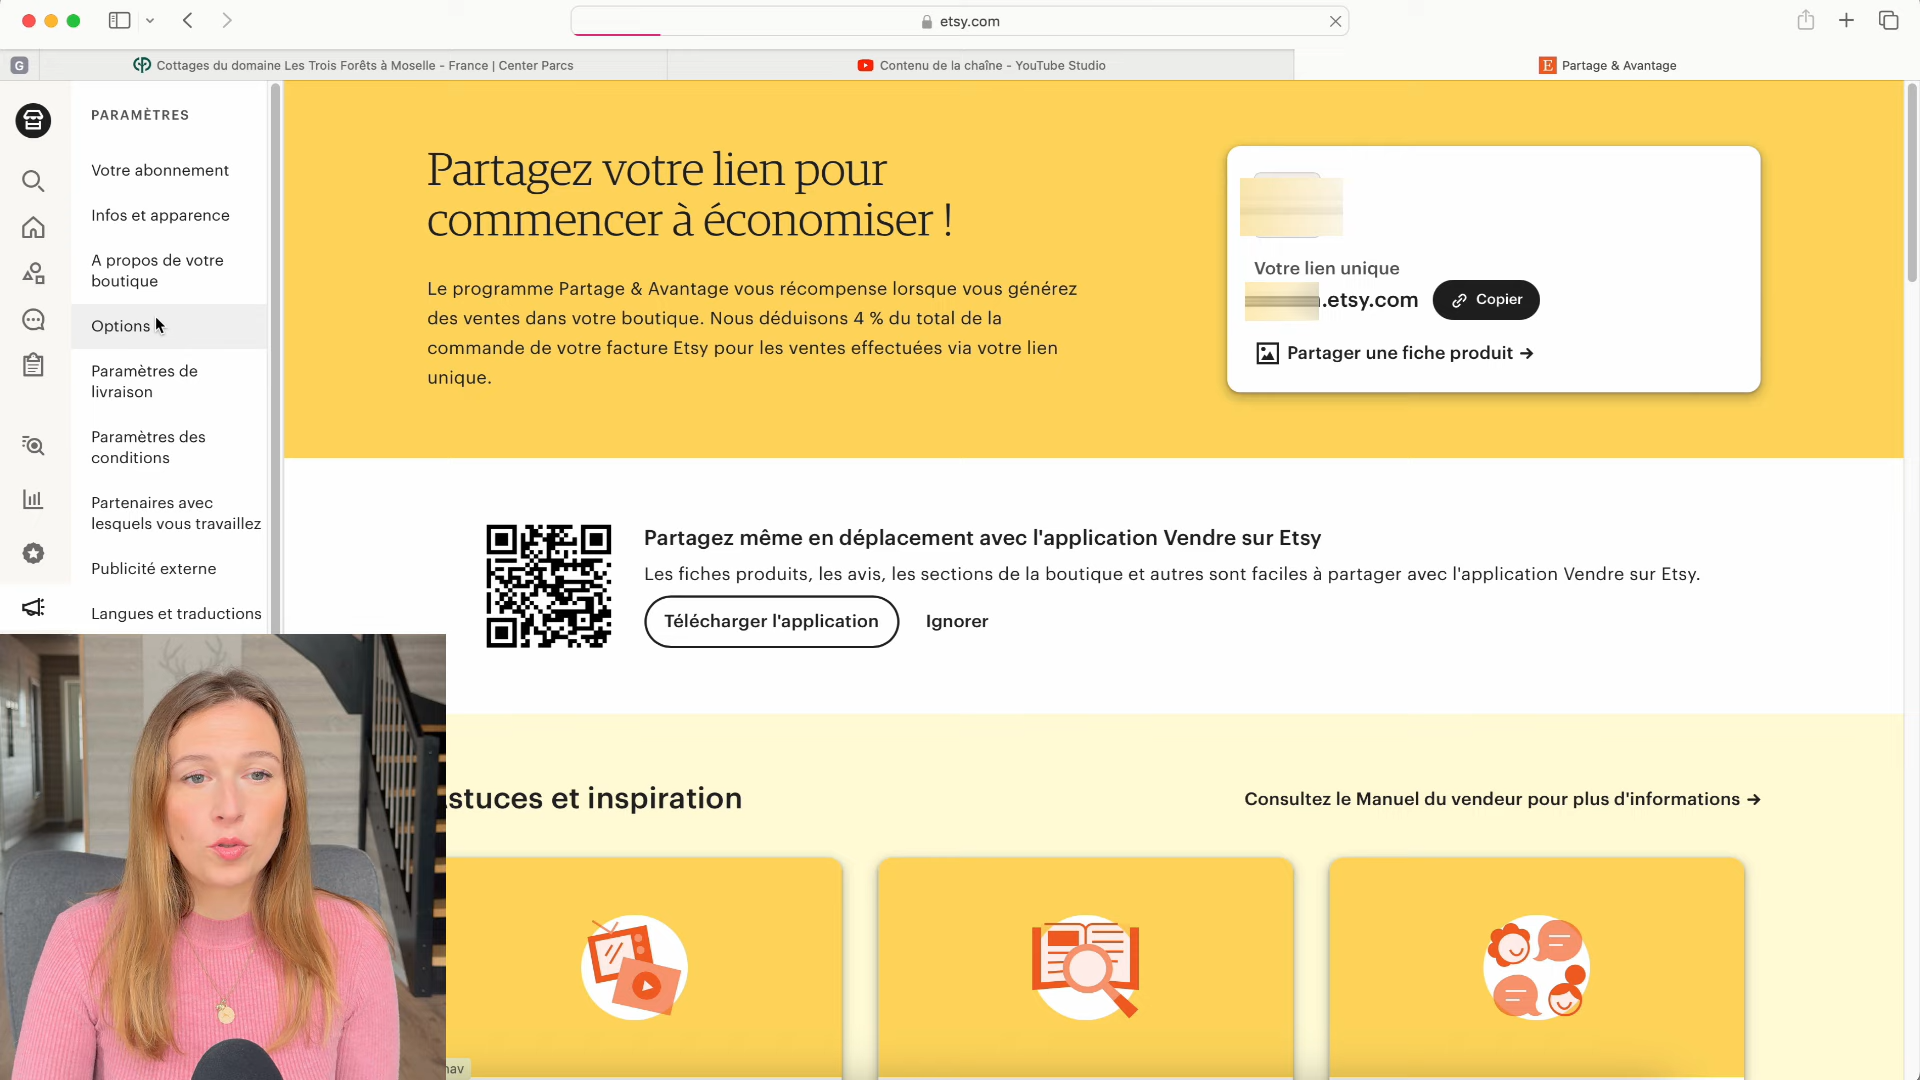 etsy.com
G
Cottages du domaine Les Trois Forêts à Moselle - France | Center Parcs
Contenu de la chaîne - YouTube Studio
E
Partage & Avantage
PARAMÈTRES
Votre abonnement
Infos et apparence
A propos de votre
boutique
Options
Paramètres de
livraison
Paramètres des
conditions
Partenaires avec
lesquels vous travaillez
Publicité externe
Langues et traductions
Partagez votre lien pour
commencer à économiser !
Le programme Partage & Avantage vous récompense lorsque vous générez
des ventes dans votre boutique. Nous déduisons 4 % du total de la
commande de votre facture Etsy pour les ventes effectuées via votre lien
unique.
Votre lien unique
.etsy.com
Copier
Partager une fiche produit →
Partagez même en déplacement avec l'application Vendre sur Etsy
Les fiches produits, les avis, les sections de la boutique et autres sont faciles à partager avec l'application Vendre sur Etsy.
Télécharger l'application
Ignorer
stuces et inspiration
Consultez le Manuel du vendeur pour plus d'informations →
nav